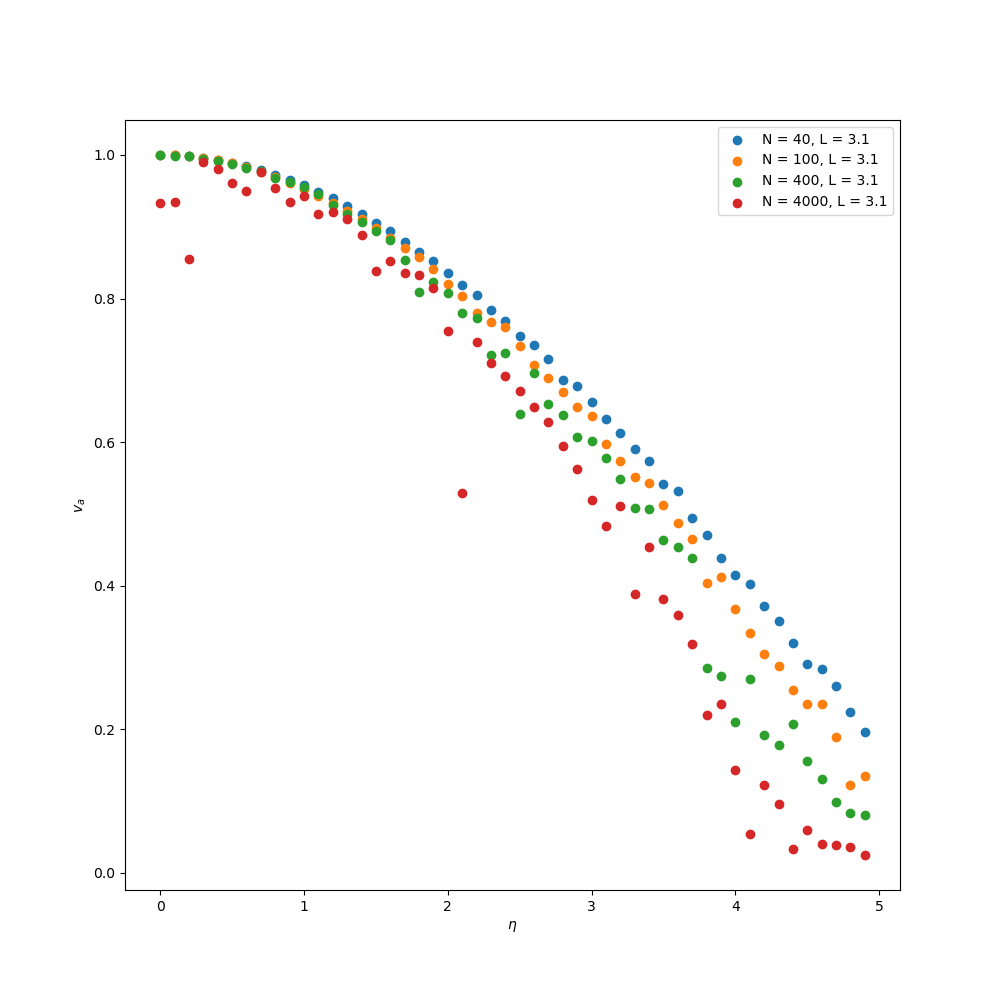 N = 40, L = 3.1
N = 100, L = 3.1
N = 400, L = 3.1
N = 4000, L = 3.1
1.0
0.8
0.6
0.4
0.2
0.0
v_a
0 1 2 3 4 5
η